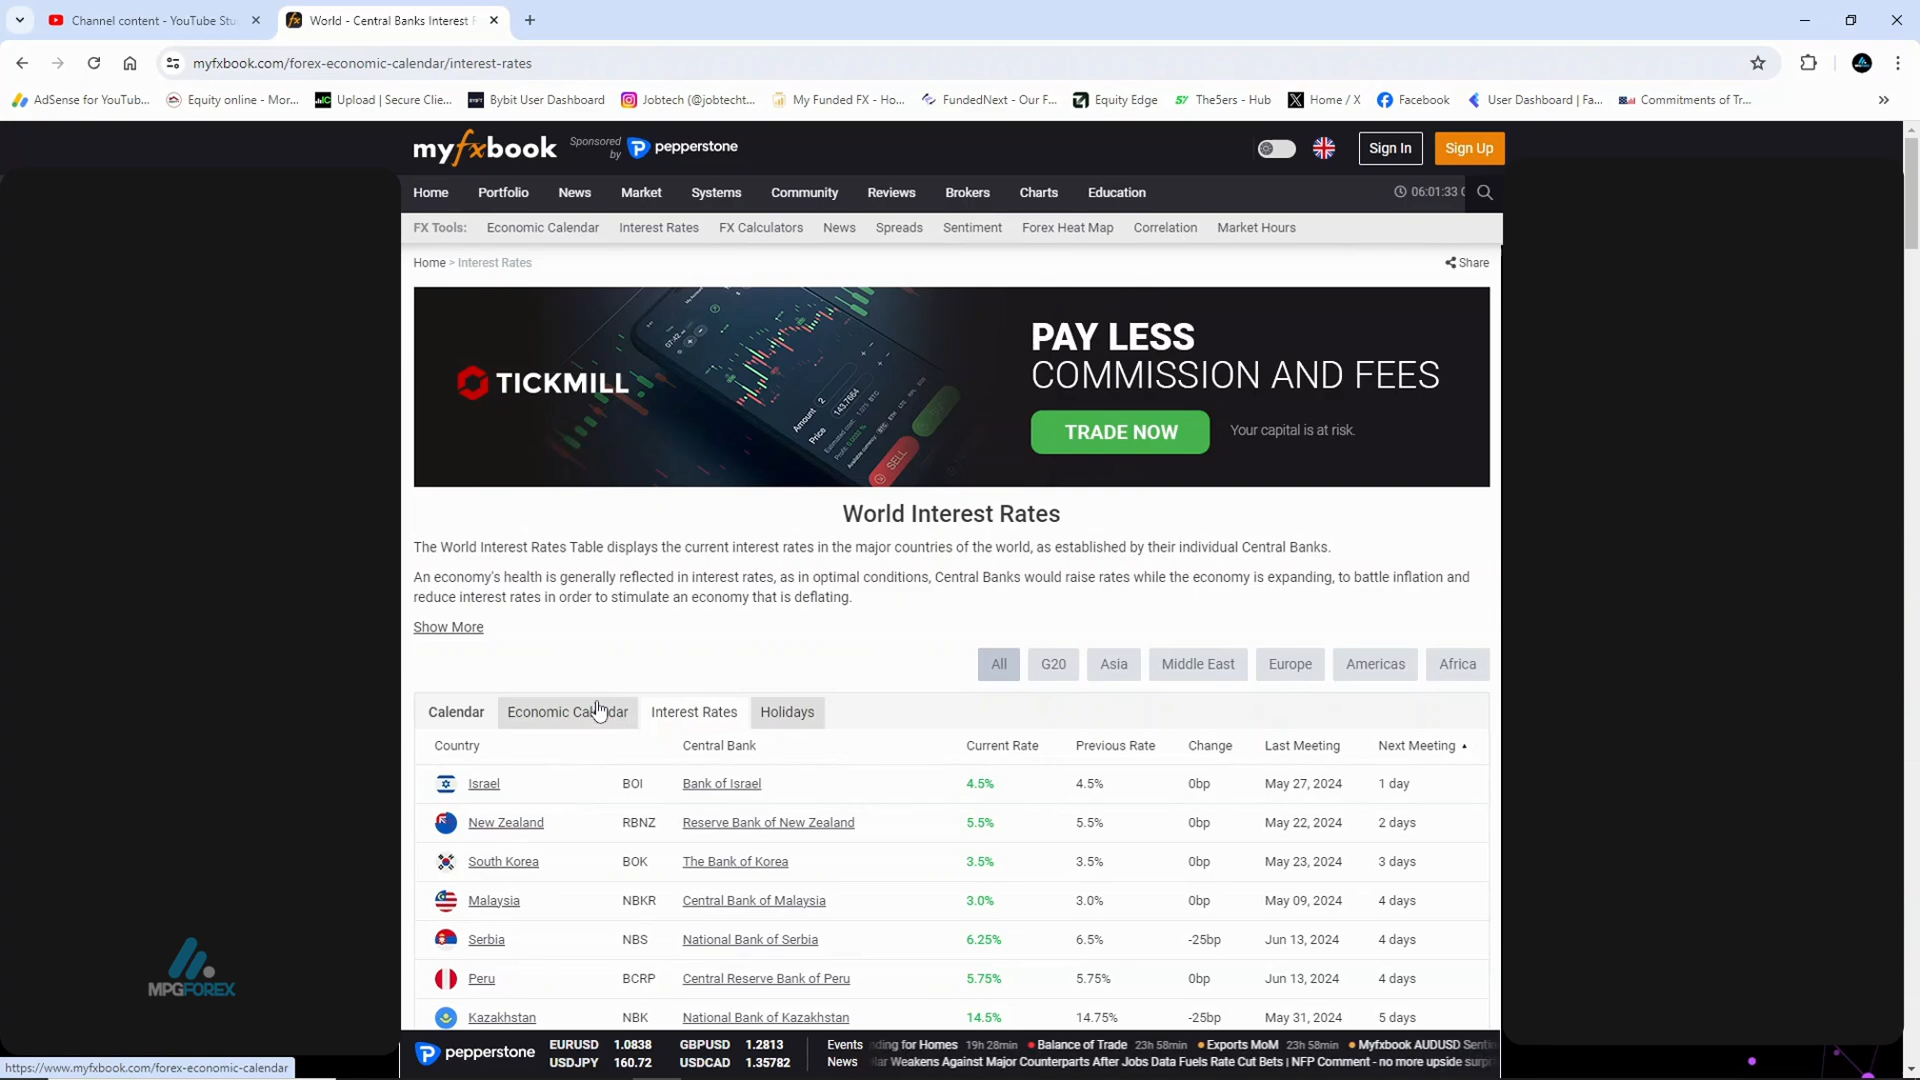 Channel content - YouTube Stu
World - Central Banks Interest R
myfxbook.com/forex-economic-calendar/interest-rates
AdSense for YouTub...
Equity online - Mor...
Upload | Secure Clie...
Bybit User Dashboard
Jobtech (@jobtecht...
My Funded FX - Ho...
FundedNext - Our F...
Equity Edge
The5ers - Hub
Home / X
Facebook
User Dashboard | Fa...
Commitments of Tr...
myfxbook
Sponsored by pepperstone
Sign In
Sign Up
Home Portfolio News Market Systems Community Reviews Brokers Charts Education
06:01:33
FX Tools: Economic Calendar Interest Rates FX Calculators News Spreads Sentiment Forex Heat Map Correlation Market Hours
Home > Interest Rates
Share
TICKMILL
PAY LESS
COMMISSION AND FEES
TRADE NOW
Your capital is at risk.
SELL
World Interest Rates
The World Interest Rates Table displays the current interest rates in the major countries of the world, as established by their individual Central Banks.
An economy's health is generally reflected in interest rates, as in optimal conditions, Central Banks would raise rates while the economy is expanding, to battle inflation and
reduce interest rates in order to stimulate an economy that is deflating.
Show More
All G20 Asia Middle East Europe Americas Africa
Calendar Economic Calendar Interest Rates Holidays
Country Central Bank Current Rate Previous Rate Change Last Meeting Next Meeting
Israel BOI Bank of Israel 4.5% 4.5% 0bp May 27, 2024 1 day
New Zealand RBNZ Reserve Bank of New Zealand 5.5% 5.5% 0bp May 22, 2024 2 days
South Korea BOK The Bank of Korea 3.5% 3.5% 0bp May 23, 2024 3 days
Malaysia NBKR Central Bank of Malaysia 3.0% 3.0% 0bp May 09, 2024 4 days
Serbia NBS National Bank of Serbia 6.25% 6.5% -25bp Jun 13, 2024 4 days
Peru BCRP Central Reserve Bank of Peru 5.75% 5.75% 0bp Jun 13, 2024 4 days
Kazakhstan NBK National Bank of Kazakhstan 14.5% 14.75% -25bp May 31, 2024 5 days
MPGFOREX
pepperstone
EURUSD 1.0838 GBPUSD 1.2813
USDJPY 160.72 USDCAD 1.35782
Events nding for Homes 19h 28min Balance of Trade 23h 58min Exports MoM 23h 58min Myfxbook AUDUSD Senti
News lar Weakens Against Major Counterparts After Jobs Data Fuels Rate Cut Bets | NFP Comment - no more upside surp
https://www.myfxbook.com/forex-economic-calendar